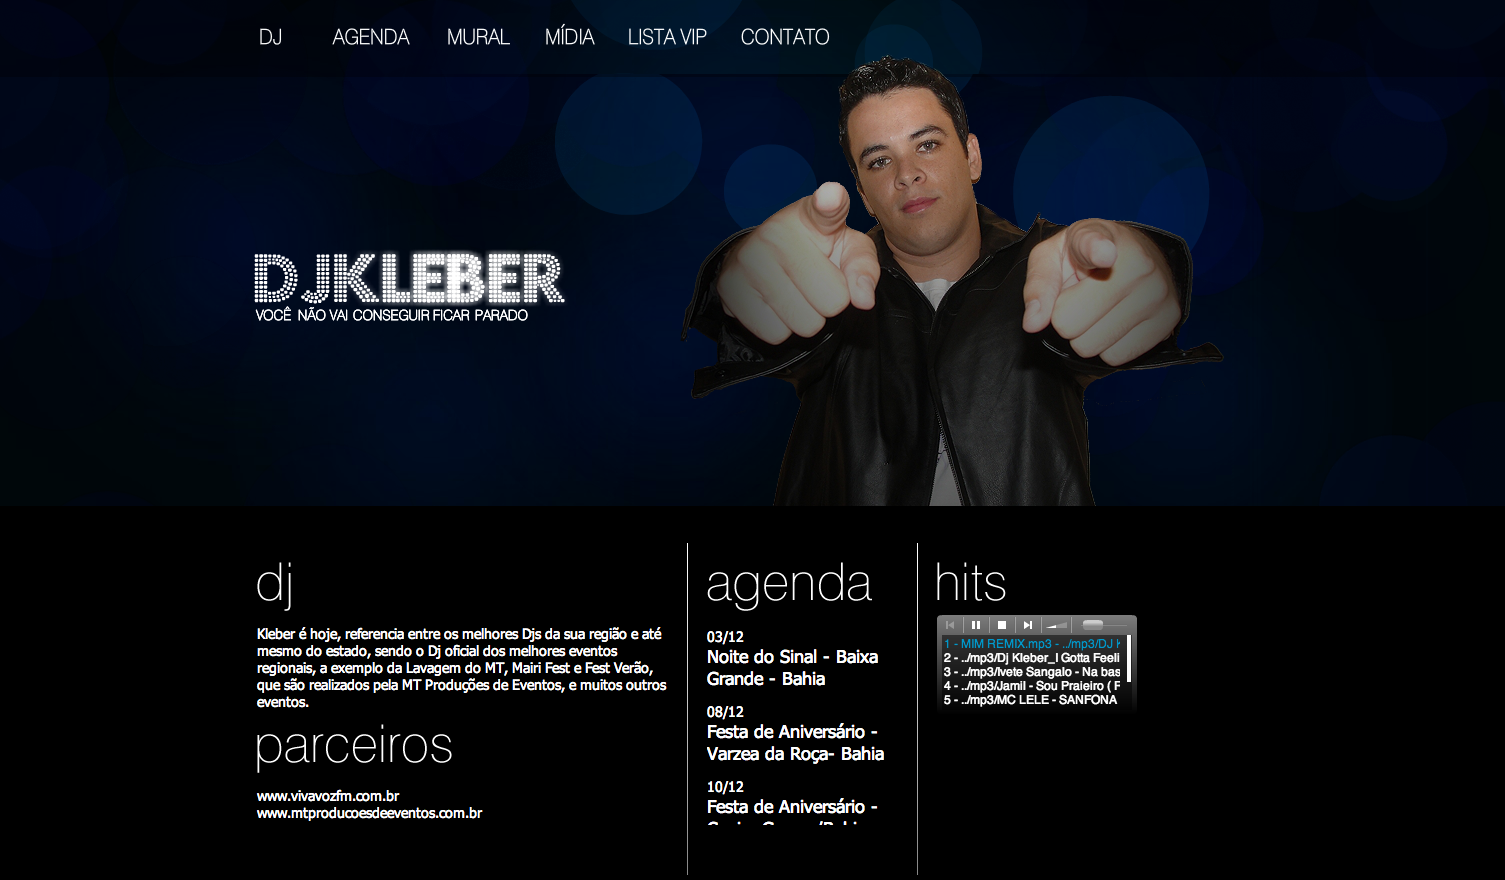 DJ AGENDA MURAL MÍDIA LISTA VIP CONTATO
DJKLEBER
VOCÊ NÃO VAI CONSEGUIR FICAR PARADO
dj
Kleber é hoje, referencia entre os melhores Djs da sua região e até
mesmo do estado, sendo o Dj oficial dos melhores eventos
regionais, a exemplo da Lavagem do MT, Mairi Fest e Fest Verão,
que são realizados pela MT Produções de Eventos, e muitos outros
eventos.
parceiros
www.vivavozfm.com.br
www.mtproducoesdeeventos.com.br
agenda
03/12
Noite do Sinal - Baixa
Grande - Bahia
08/12
Festa de Aniversário -
Varzea da Roça- Bahia
10/12
Festa de Aniversário -
hits
1 - MIM REMIX.mp3 - ../mp3/DJ
2 - ../mp3/Dj Kleber_I Gotta Feeli
3 - ../mp3/Ivete Sangalo - Na bas
4 - ../mp3/Jamil - Sou Praieiro (
5 - ../mp3/MC LELE - SANFONA